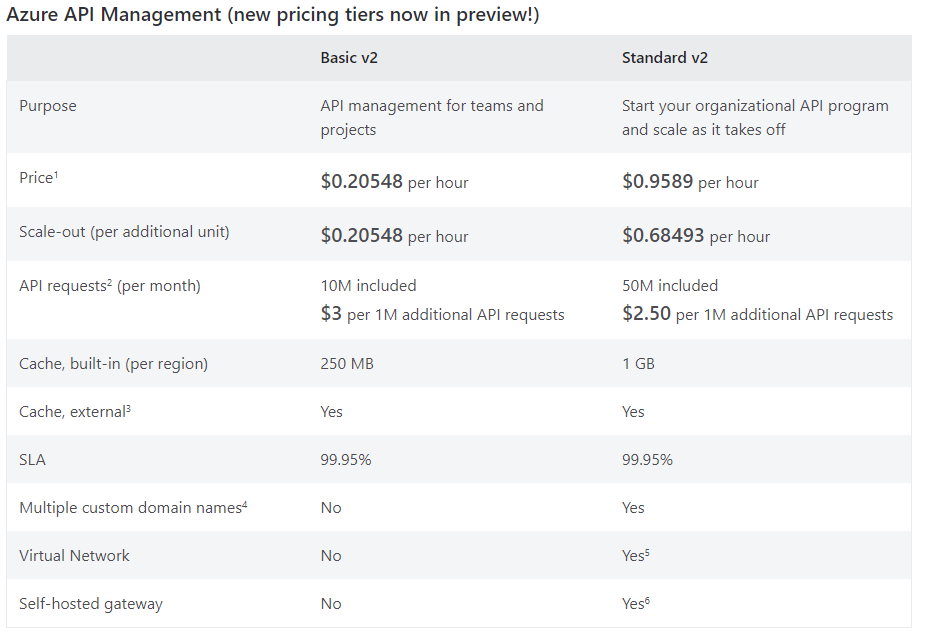 Azure API Management (new pricing tiers now in preview!)
Basic v2 Standard v2
Purpose API management for teams and Start your organizational API program
projects and scale as it takes off
Price¹ $0.20548 per hour $0.9589 per hour
Scale-out (per additional unit) $0.20548 per hour $0.68493 per hour
API requests² (per month) 10M included 50M included
$3 per 1M additional API requests $2.50 per 1M additional API requests
Cache, built-in (per region) 250 MB 1 GB
Cache, external³ Yes Yes
SLA 99.95% 99.95%
Multiple custom domain names⁴ No Yes
Virtual Network No Yes⁵
Self-hosted gateway No Yes⁶